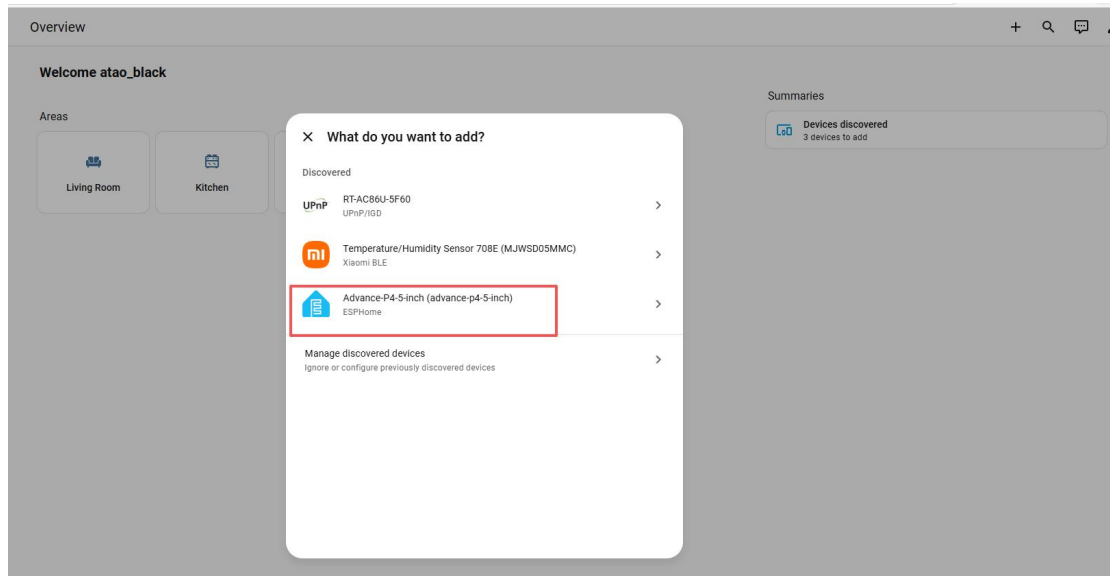 Overview
Welcome atao_black
Areas
Living Room
Kitchen
Summaries
Devices discovered
3 devices to add
What do you want to add?
Discovered
UPnP
RT-AC86U-5F60
UPnP/IGD
Temperature/Humidity Sensor 708E (MJWSD05MMC)
Xiaomi BLE
Advance-P4-5-inch (advance-p4-5-inch)
ESPHome
Manage discovered devices
Ignore or configure previously discovered devices